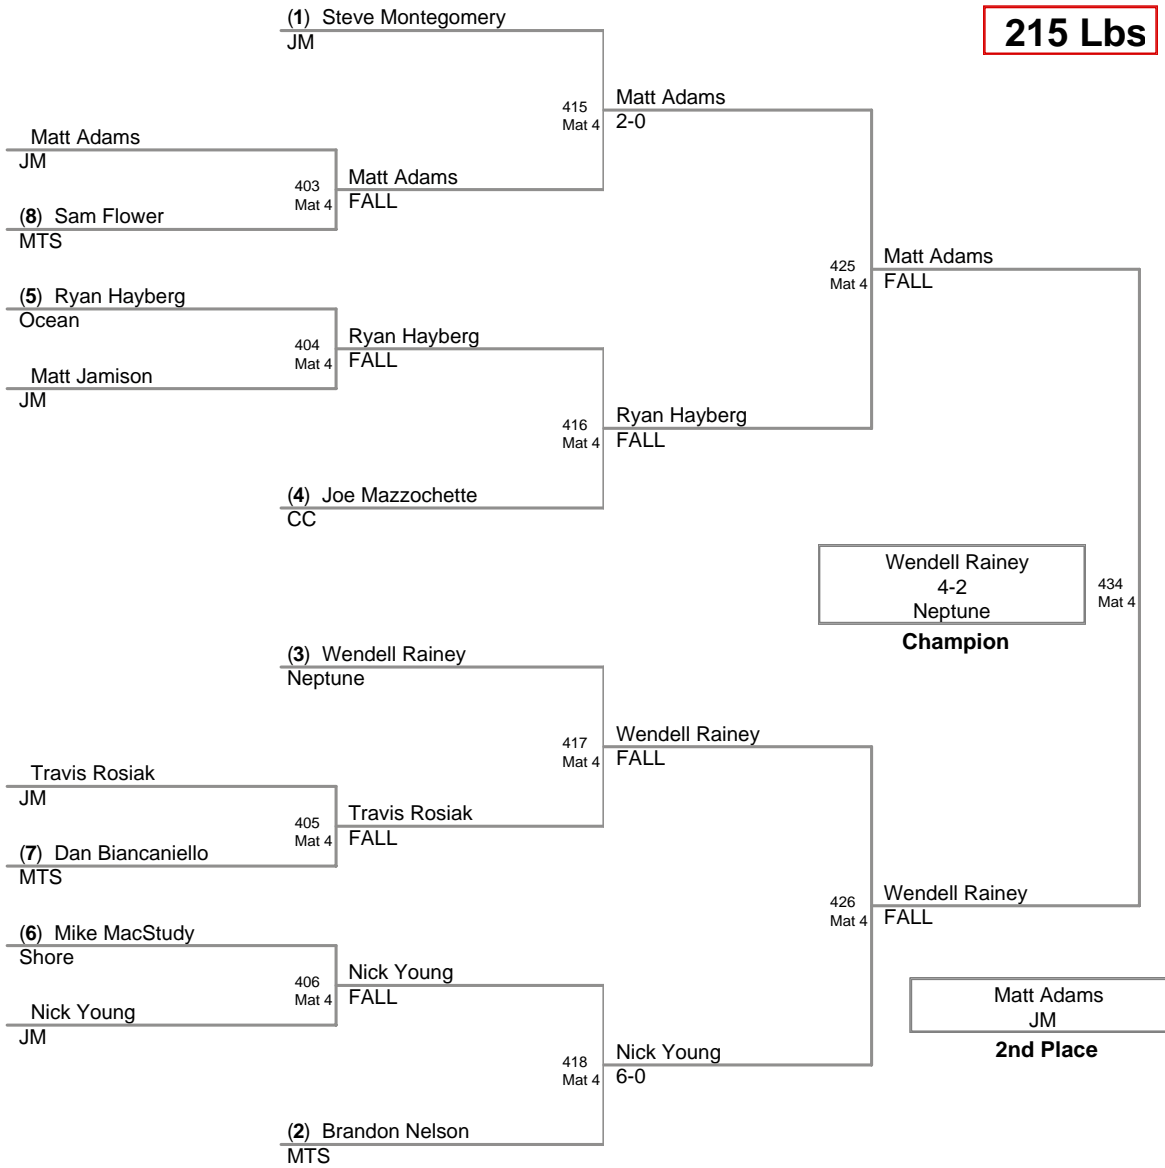 215 Lbs
(1) Steve Montegomery
JM
415
Mat 4
Matt Adams
2-0
Matt Adams
JM
403
Mat 4
Matt Adams
FALL
(8) Sam Flower
MTS
425
Mat 4
Matt Adams
FALL
(5) Ryan Hayberg
Ocean
404
Mat 4
Ryan Hayberg
FALL
Matt Jamison
JM
416
Mat 4
Ryan Hayberg
FALL
(4) Joe Mazzochette
CC
Wendell Rainey
4-2
Neptune
Champion
434
Mat 4
(3) Wendell Rainey
Neptune
417
Mat 4
Wendell Rainey
FALL
Travis Rosiak
JM
405
Mat 4
Travis Rosiak
FALL
(7) Dan Biancaniello
MTS
426
Mat 4
Wendell Rainey
FALL
(6) Mike MacStudy
Shore
406
Mat 4
Nick Young
FALL
Nick Young
JM
Matt Adams
JM
2nd Place
418
Mat 4
Nick Young
6-0
(2) Brandon Nelson
MTS